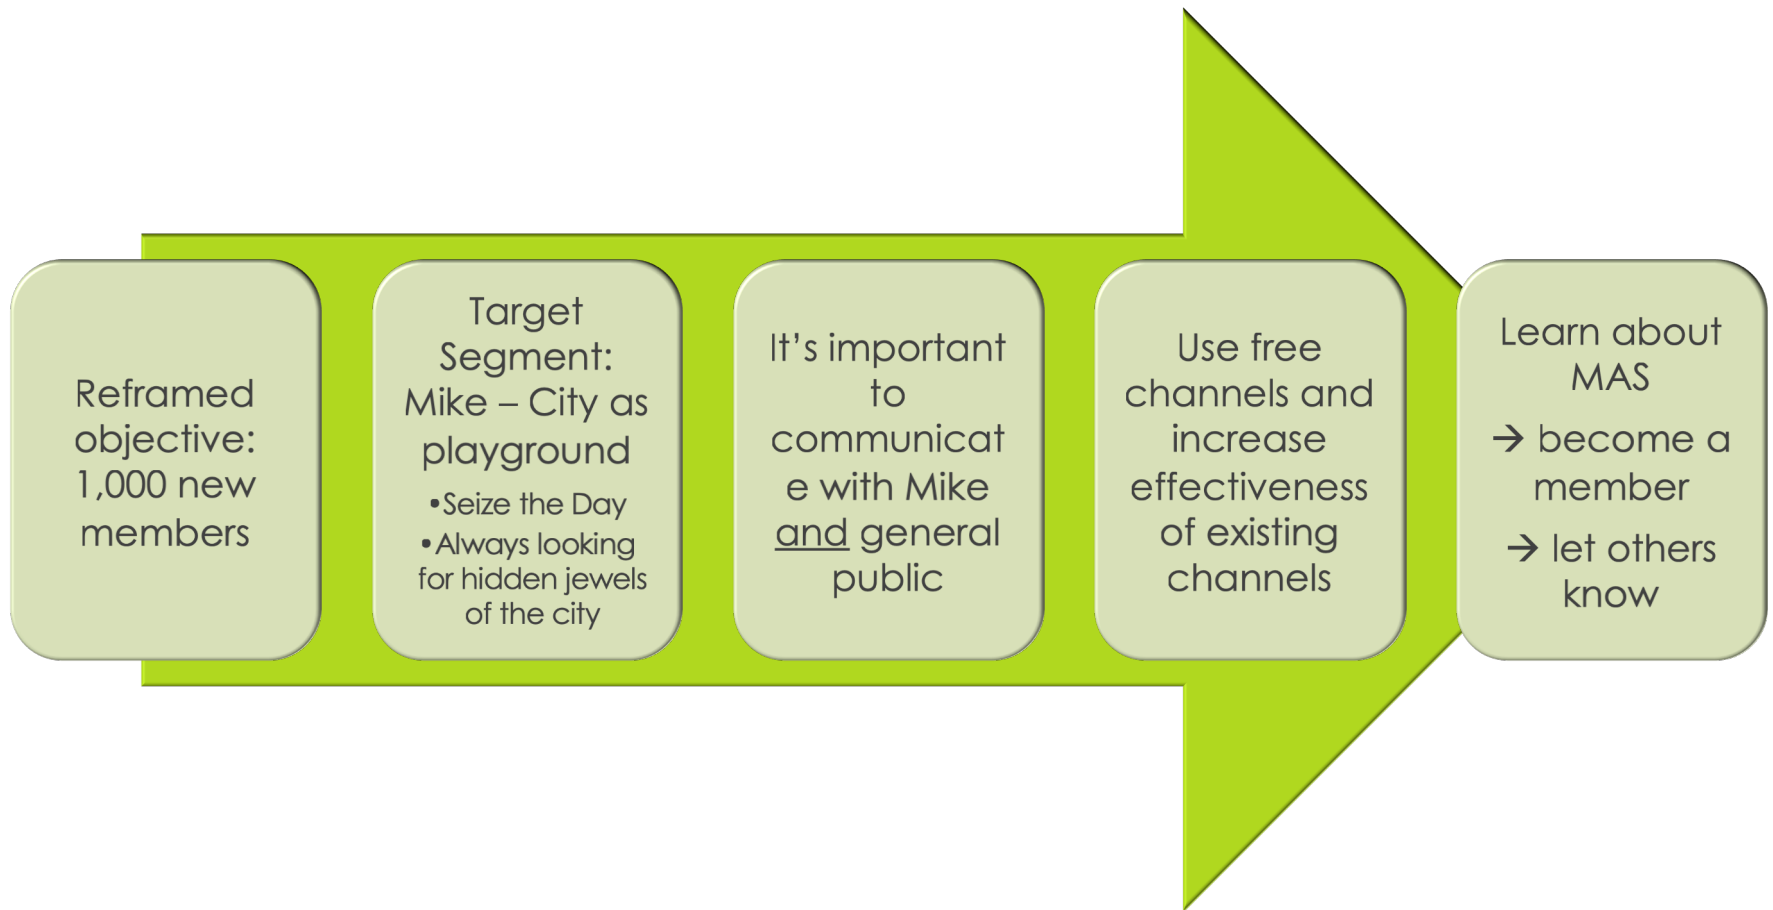 Reframed
objective:
1,000 new
members
Target
Segment:
Mike – City as
playground
•Seize the Day
•Always looking
for hidden jewels
of the city
It’s important
to
communicat
e with Mike
and general
public
Use free
channels and
increase
effectiveness
of existing
channels
Learn about
MAS
→ become a
member
→ let others
know